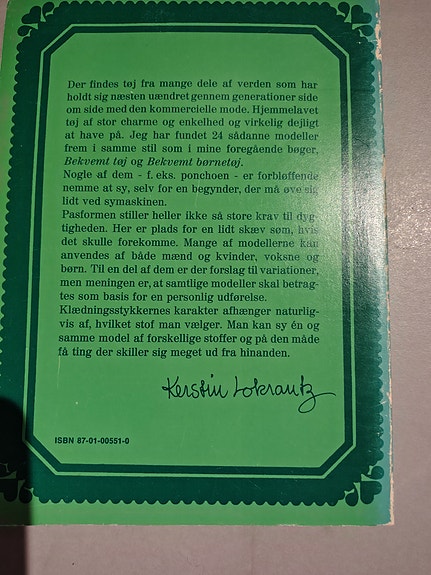 Der findes tøj fra mange dele af verden som har
holdt sig næsten uændret gennem generationer side
om side med den kommercielle mode. Hjemmelavet
tøj af stor charme og enkelhed og virkelig dejligt
at have på. Jeg har fundet 24 sådanne modeller
frem i samme stil som i mine foregående bøger,
Bekvemt tøj og Bekvemt børnetøj.
Nogle af dem - f. eks. ponchoen - er forbløffende
nemme at sy, selv for en begynder, der må øve sig
lidt ved symaskinen.
Pasformen stiller heller ikke så store krav til dyg-
tigheden. Her er plads for en lidt skæv søm, hvis
det skulle forekomme. Mange af modellerne kan
anvendes af både mænd og kvinder, voksne og
børn. Til en del af dem er der forslag til variationer,
men meningen er, at samtlige modeller skal betrag-
tes som basis for en personlig udførelse.
Klædningsstykkernes karakter afhænger naturlig-
vis af, hvilket stof man vælger. Man kan sy én og
samme model af forskellige stoffer og på den måde
få ting der skiller sig meget ud fra hinanden.
Kerstin Lokrantz
ISBN 87-01-00551-0